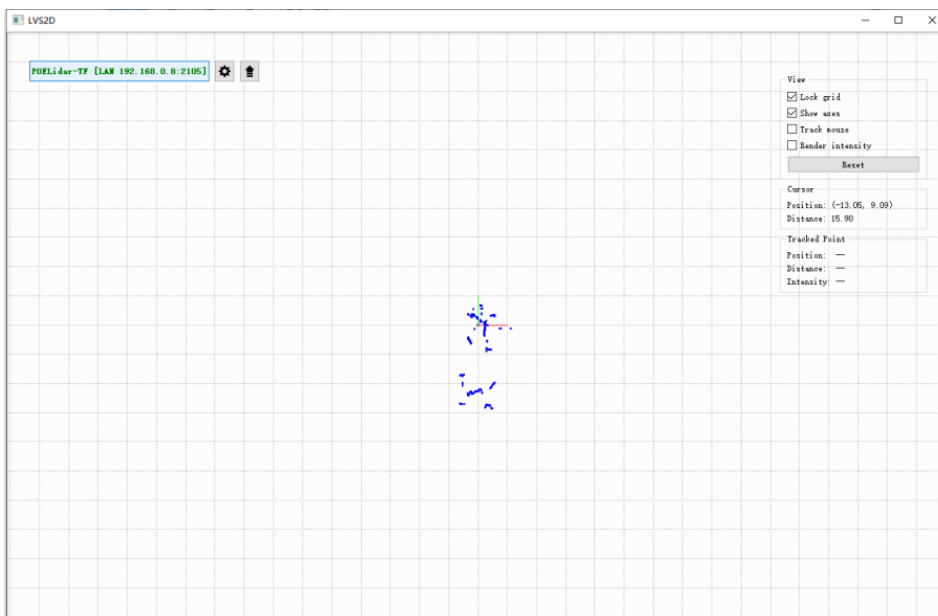 LVS2D
POELidar-TF [LAN 192.168.0.8:2105]
View
Lock grid
Show axes
Track mouse
Render intensity
Reset
Cursor
Position: (-13.05, 9.09)
Distance: 15.90
Tracked Point
Position: —
Distance: —
Intensity: —